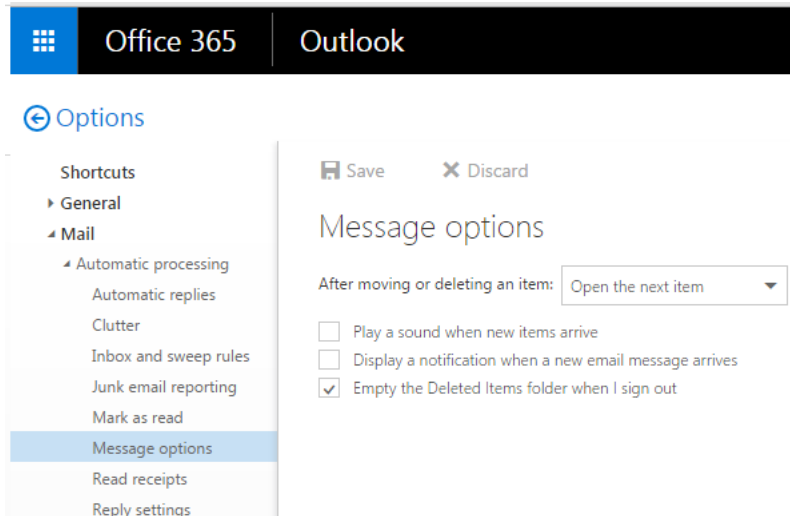 Office 365 Outlook
Options
Shortcuts
General
Mail
Automatic processing
Automatic replies
Clutter
Inbox and sweep rules
Junk email reporting
Mark as read
Message options
Read receipts
Reply settings
Save Discard
Message options
After moving or deleting an item: Open the next item
Play a sound when new items arrive
Display a notification when a new email message arrives
Empty the Deleted Items folder when I sign out